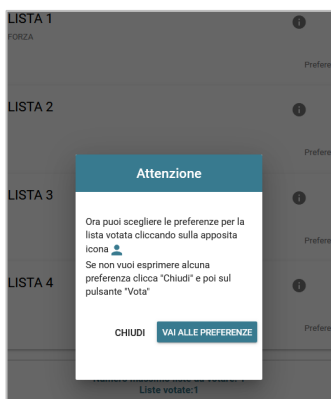 LISTA 1
FORZA
Prefere
LISTA 2
Prefere
Attenzione
LISTA 3
Ora puoi scegliere le preferenze per la
lista votata cliccando sulla apposita
icona
Prefere
Se non vuoi esprimere alcuna
preferenza clicca "Chiudi" e poi sul
pulsante "Vota"
LISTA 4
CHIUDI
VAI ALLE PREFERENZE
Prefere
Liste votate:1